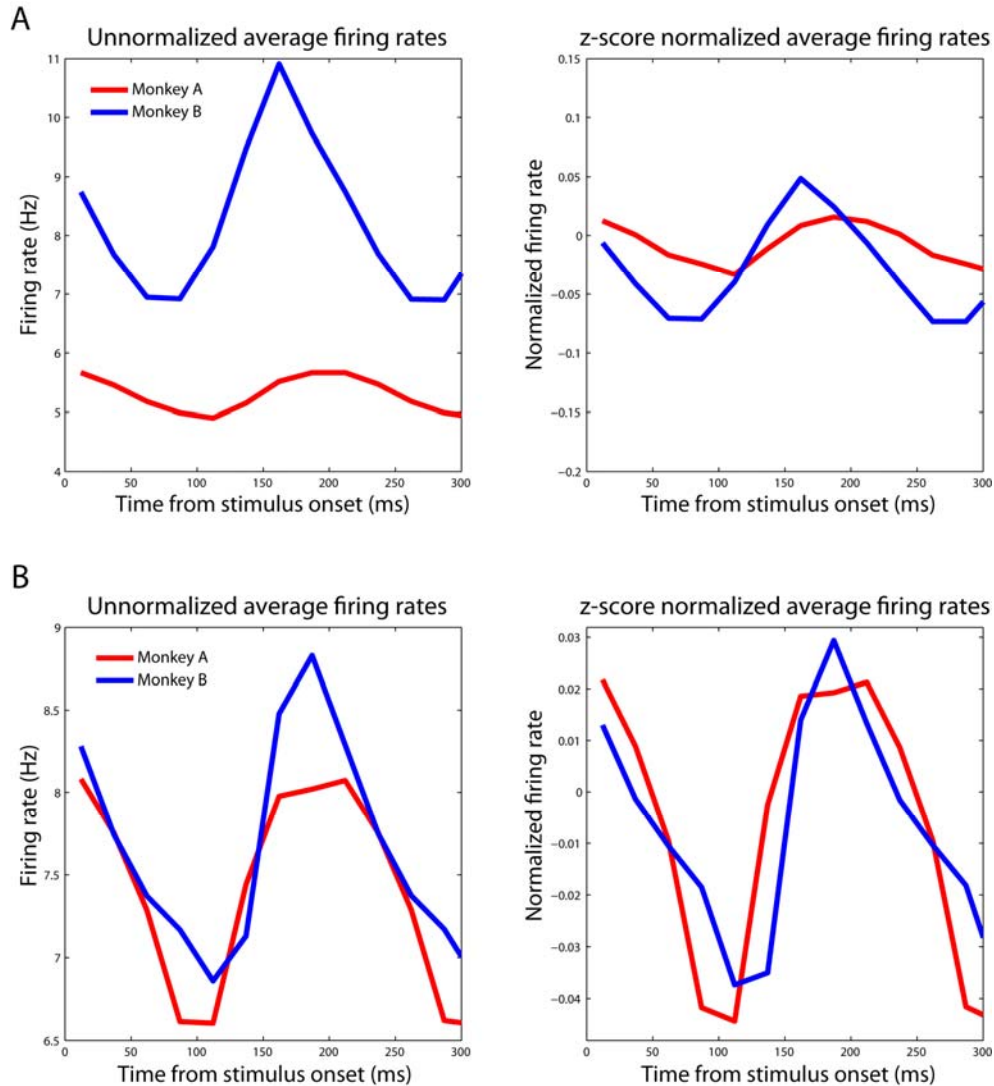 A
Unnormalized average firing rates
11
10
9
8
7
6
5
4
Firing rate (Hz)
Monkey A
Monkey B
0 50 100 150 200 250 300
Time from stimulus onset (ms)
z-score normalized average firing rates
0.15
0.1
0.05
0
−0.05
−0.1
−0.15
−0.2
Normalized firing rate
0 50 100 150 200 250 300
Time from stimulus onset (ms)
B
Unnormalized average firing rates
9
8.5
8
7.5
7
6.5
Firing rate (Hz)
Monkey A
Monkey B
0 50 100 150 200 250 300
Time from stimulus onset (ms)
z-score normalized average firing rates
0.03
0.02
0.01
0
−0.01
−0.02
−0.03
−0.04
Normalized firing rate
0 50 100 150 200 250 300
Time from stimulus onset (ms)